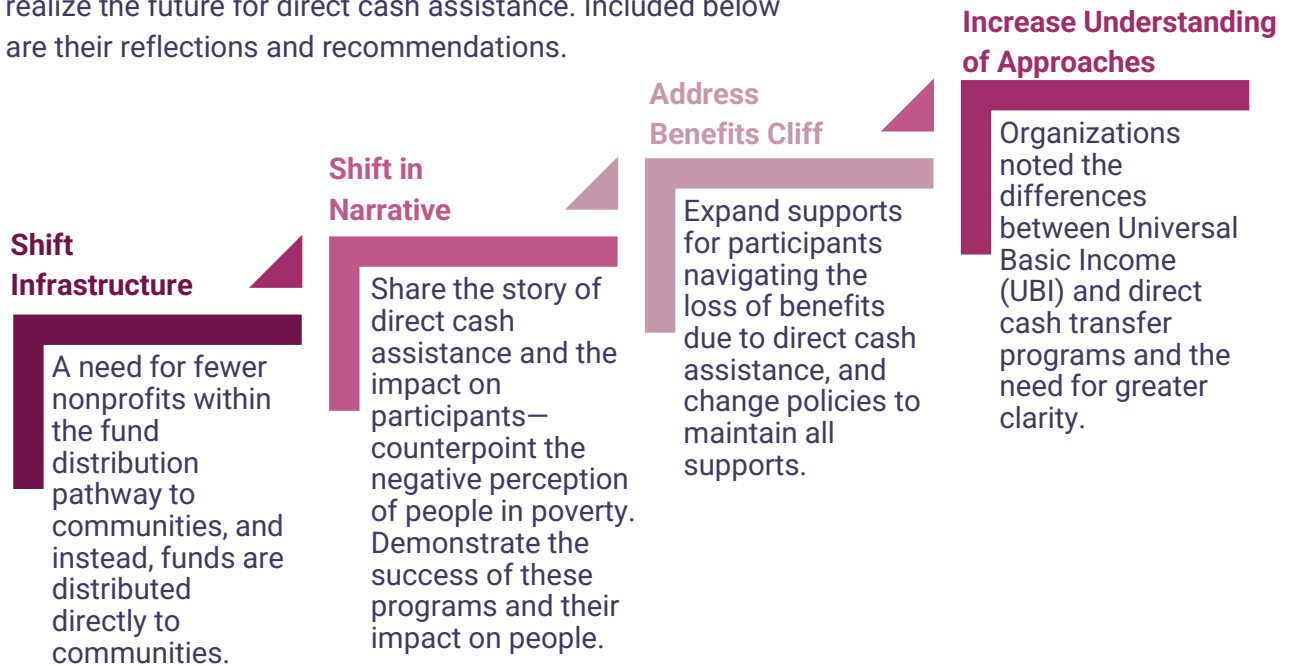 realize the future for direct cash assistance. Included below
are their reflections and recommendations.
Shift
Infrastructure
A need for fewer
nonprofits within
the fund
distribution
pathway to
communities, and
instead, funds are
distributed
directly to
communities.
Shift in
Narrative
Share the story of
direct cash
assistance and the
impact on
participants—
counterpoint the
negative perception
of people in poverty.
Demonstrate the
success of these
programs and their
impact on people.
Address
Benefits Cliff
Expand supports
for participants
navigating the
loss of benefits
due to direct cash
assistance, and
change policies to
maintain all
supports.
Increase Understanding
of Approaches
Organizations
noted the
differences
between Universal
Basic Income
(UBI) and direct
cash transfer
programs and the
need for greater
clarity.